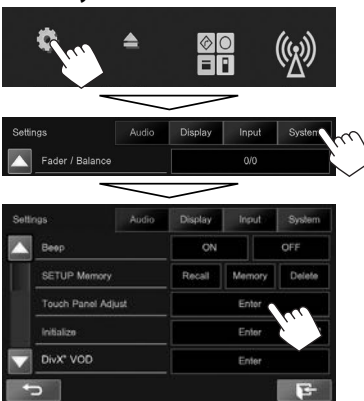 Settings Audio Display Input System
Fader / Balance 0/0
Settings Audio Display Input System
Beep ON OFF
SETUP Memory Recall Memory Delete
Touch Panel Adjust Enter
Initialize Enter
DivX® VOD Enter